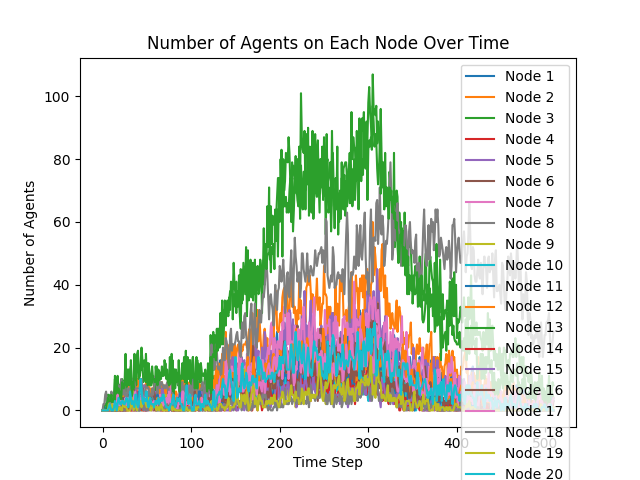 Number of Agents on Each Node Over Time
Number of Agents
100
80
60
40
20
0
0
100
200
300
400
500
Time Step
Node 1
Node 2
Node 3
Node 4
Node 5
Node 6
Node 7
Node 8
Node 9
Node 10
Node 11
Node 12
Node 13
Node 14
Node 15
Node 16
Node 17
Node 18
Node 19
Node 20